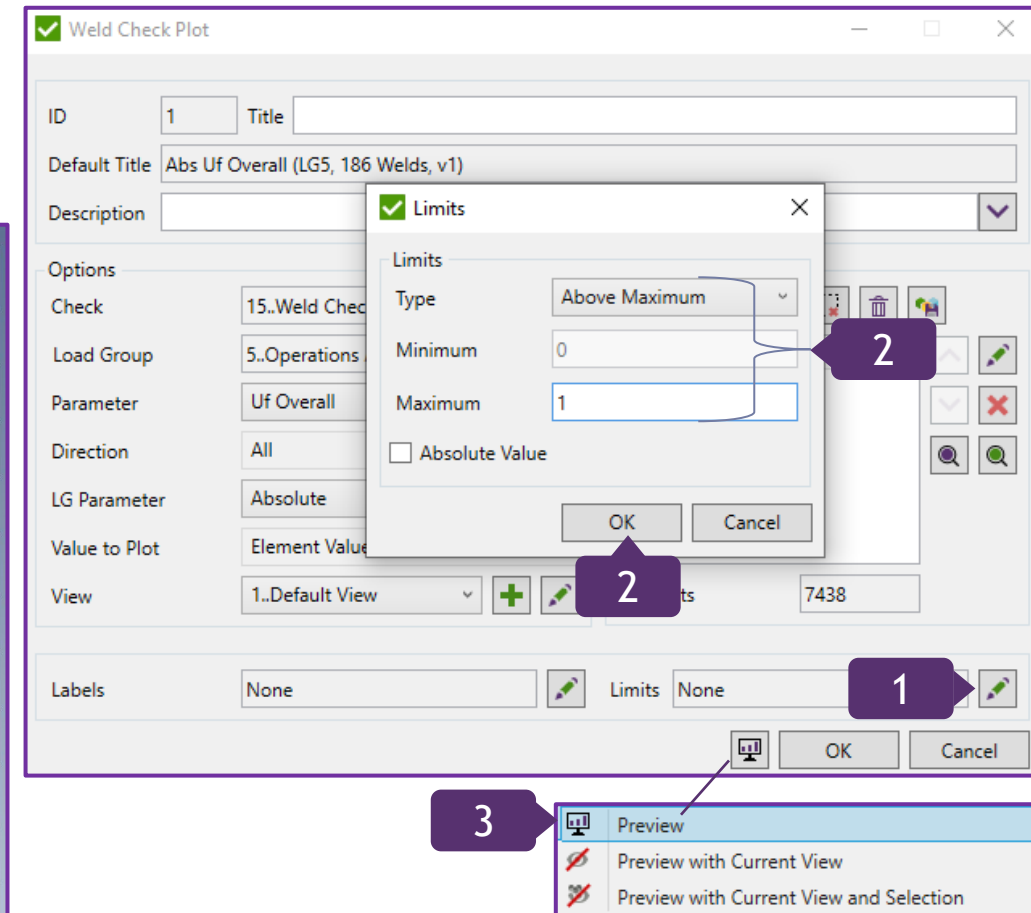 Weld Check Plot
ID 1 Title
Default Title Abs Uf Overall (LG5, 186 Welds, v1)
Description
Limits
Limits
Type Above Maximum
Minimum 0
Maximum 1
Absolute Value
OK Cancel
2
2
Options
Check 15..Weld Chec
Load Group 5..Operations
Parameter Uf Overall
Direction All
LG Parameter Absolute
Value to Plot Element Value
View 1..Default View
ts 7438
Labels None Limits None
1
OK Cancel
3
Preview
Preview with Current View
Preview with Current View and Selection